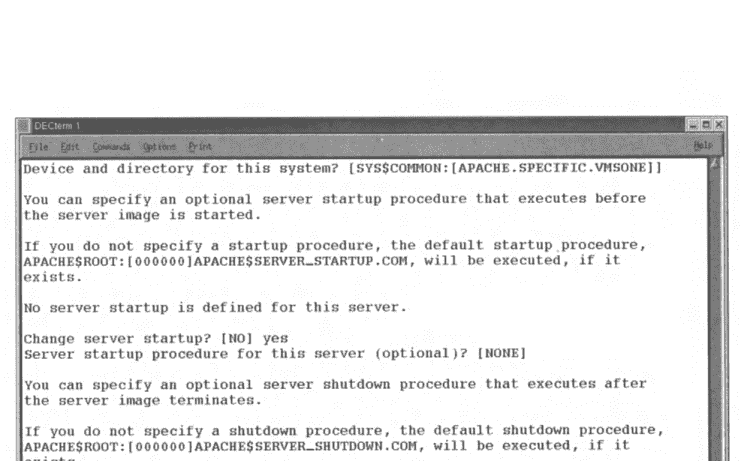 DECterm 1
File Edit Commands Options Print Help
Device and directory for this system? [SYS$COMMON:[APACHE.SPECIFIC.VMSONE]]
You can specify an optional server startup procedure that executes before
the server image is started.
If you do not specify a startup procedure, the default startup procedure,
APACHE$ROOT:[000000]APACHE$SERVER_STARTUP.COM, will be executed, if it
exists.
No server startup is defined for this server.
Change server startup? [NO] yes
Server startup procedure for this server (optional)? [NONE]
You can specify an optional server shutdown procedure that executes after
the server image terminates.
If you do not specify a shutdown procedure, the default shutdown procedure,
APACHE$ROOT:[000000]APACHE$SERVER_SHUTDOWN.COM, will be executed, if it